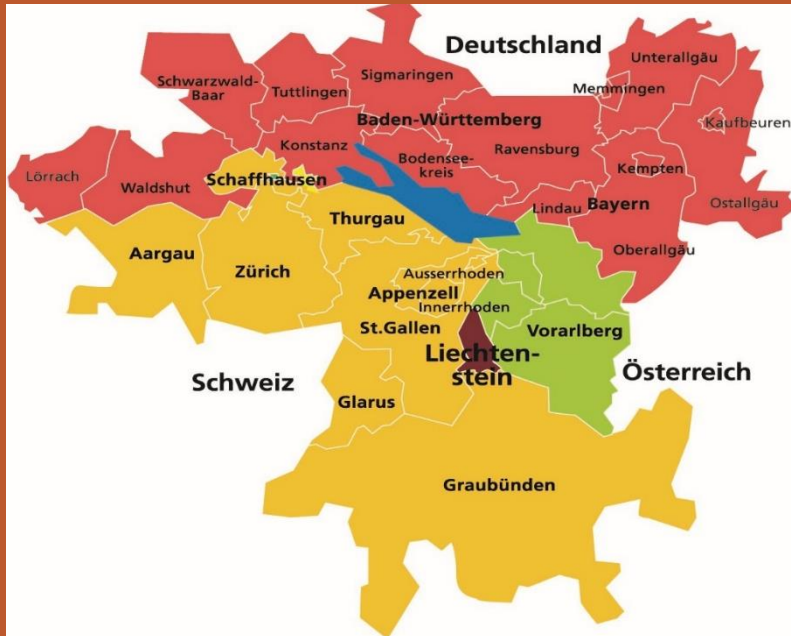 Deutschland
Unterallgäu
Sigmaringen
Schwarzwald-
Baar
Tuttlingen
Memmingen
Kaufbeuren
Baden-Württemberg
Konstanz
Ravensburg
Bodensee-
kreis
Kempten
Lörrach
Waldshut
Schaffhausen
Lindau
Bayern
Ostallgäu
Thurgau
Oberallgäu
Aargau
Zürich
Ausserrhoden
Appenzell
Innerrhoden
St.Gallen
Vorarlberg
Liechten-
stein
Schweiz
Österreich
Glarus
Graubünden